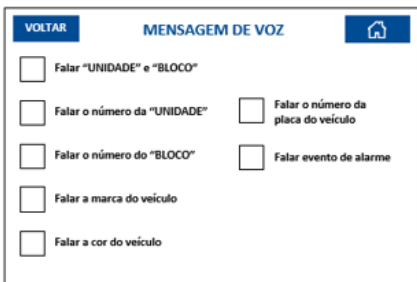 VOLTAR
MENSAGEM DE VOZ
Falar “UNIDADE” e “BLOCO”
Falar o número da “UNIDADE”
Falar o número do “BLOCO”
Falar a marca do veículo
Falar a cor do veículo
Falar o número da
placa do veículo
Falar evento de alarme